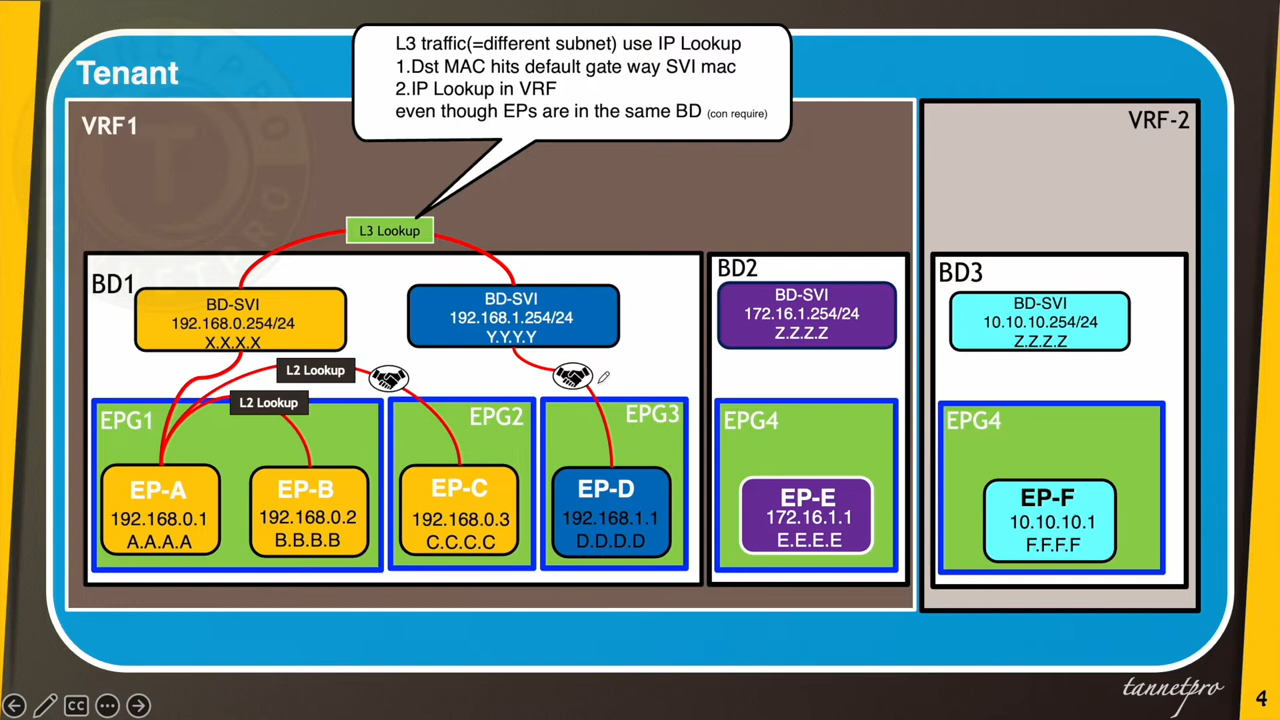 L3 traffic(=different subnet) use IP Lookup
1.Dst MAC hits default gate way SVI mac
2.IP Lookup in VRF
even though EPs are in the same BD (con require)
Tenant
VRF1
VRF-2
L3 Lookup
BD1
BD-SVI
192.168.0.254/24
X.X.X.X
BD-SVI
192.168.1.254/24
Y.Y.Y.Y
BD2
BD-SVI
172.16.1.254/24
Z.Z.Z.Z
BD3
BD-SVI
10.10.10.254/24
Z.Z.Z.Z
L2 Lookup
L2 Lookup
EPG1
EPG2
EPG3
EPG4
EPG4
EP-A
192.168.0.1
A.A.A.A
EP-B
192.168.0.2
B.B.B.B
EP-C
192.168.0.3
C.C.C.C
EP-D
192.168.1.1
D.D.D.D
EP-E
172.16.1.1
E.E.E.E
EP-F
10.10.10.1
F.F.F.F
CC
tannetpro
4